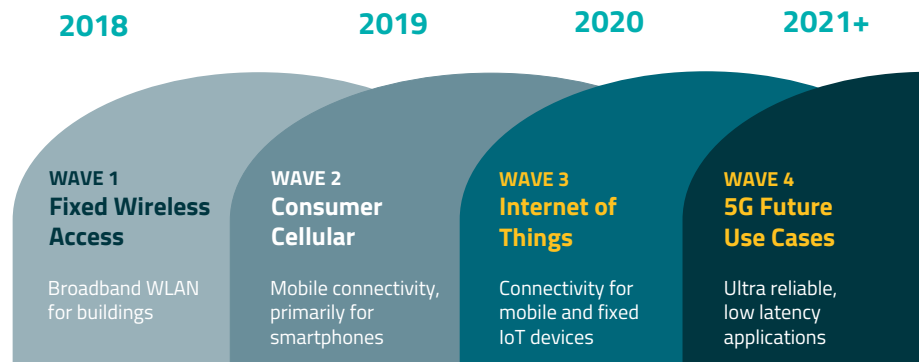 2018
2019
2020
2021+
WAVE 1
Fixed Wireless
Access
Broadband WLAN
for buildings
WAVE 2
Consumer
Cellular
Mobile connectivity,
primarily for
smartphones
WAVE 3
Internet of
Things
Connectivity for
mobile and fixed
IoT devices
WAVE 4
5G Future
Use Cases
Ultra reliable,
low latency
applications